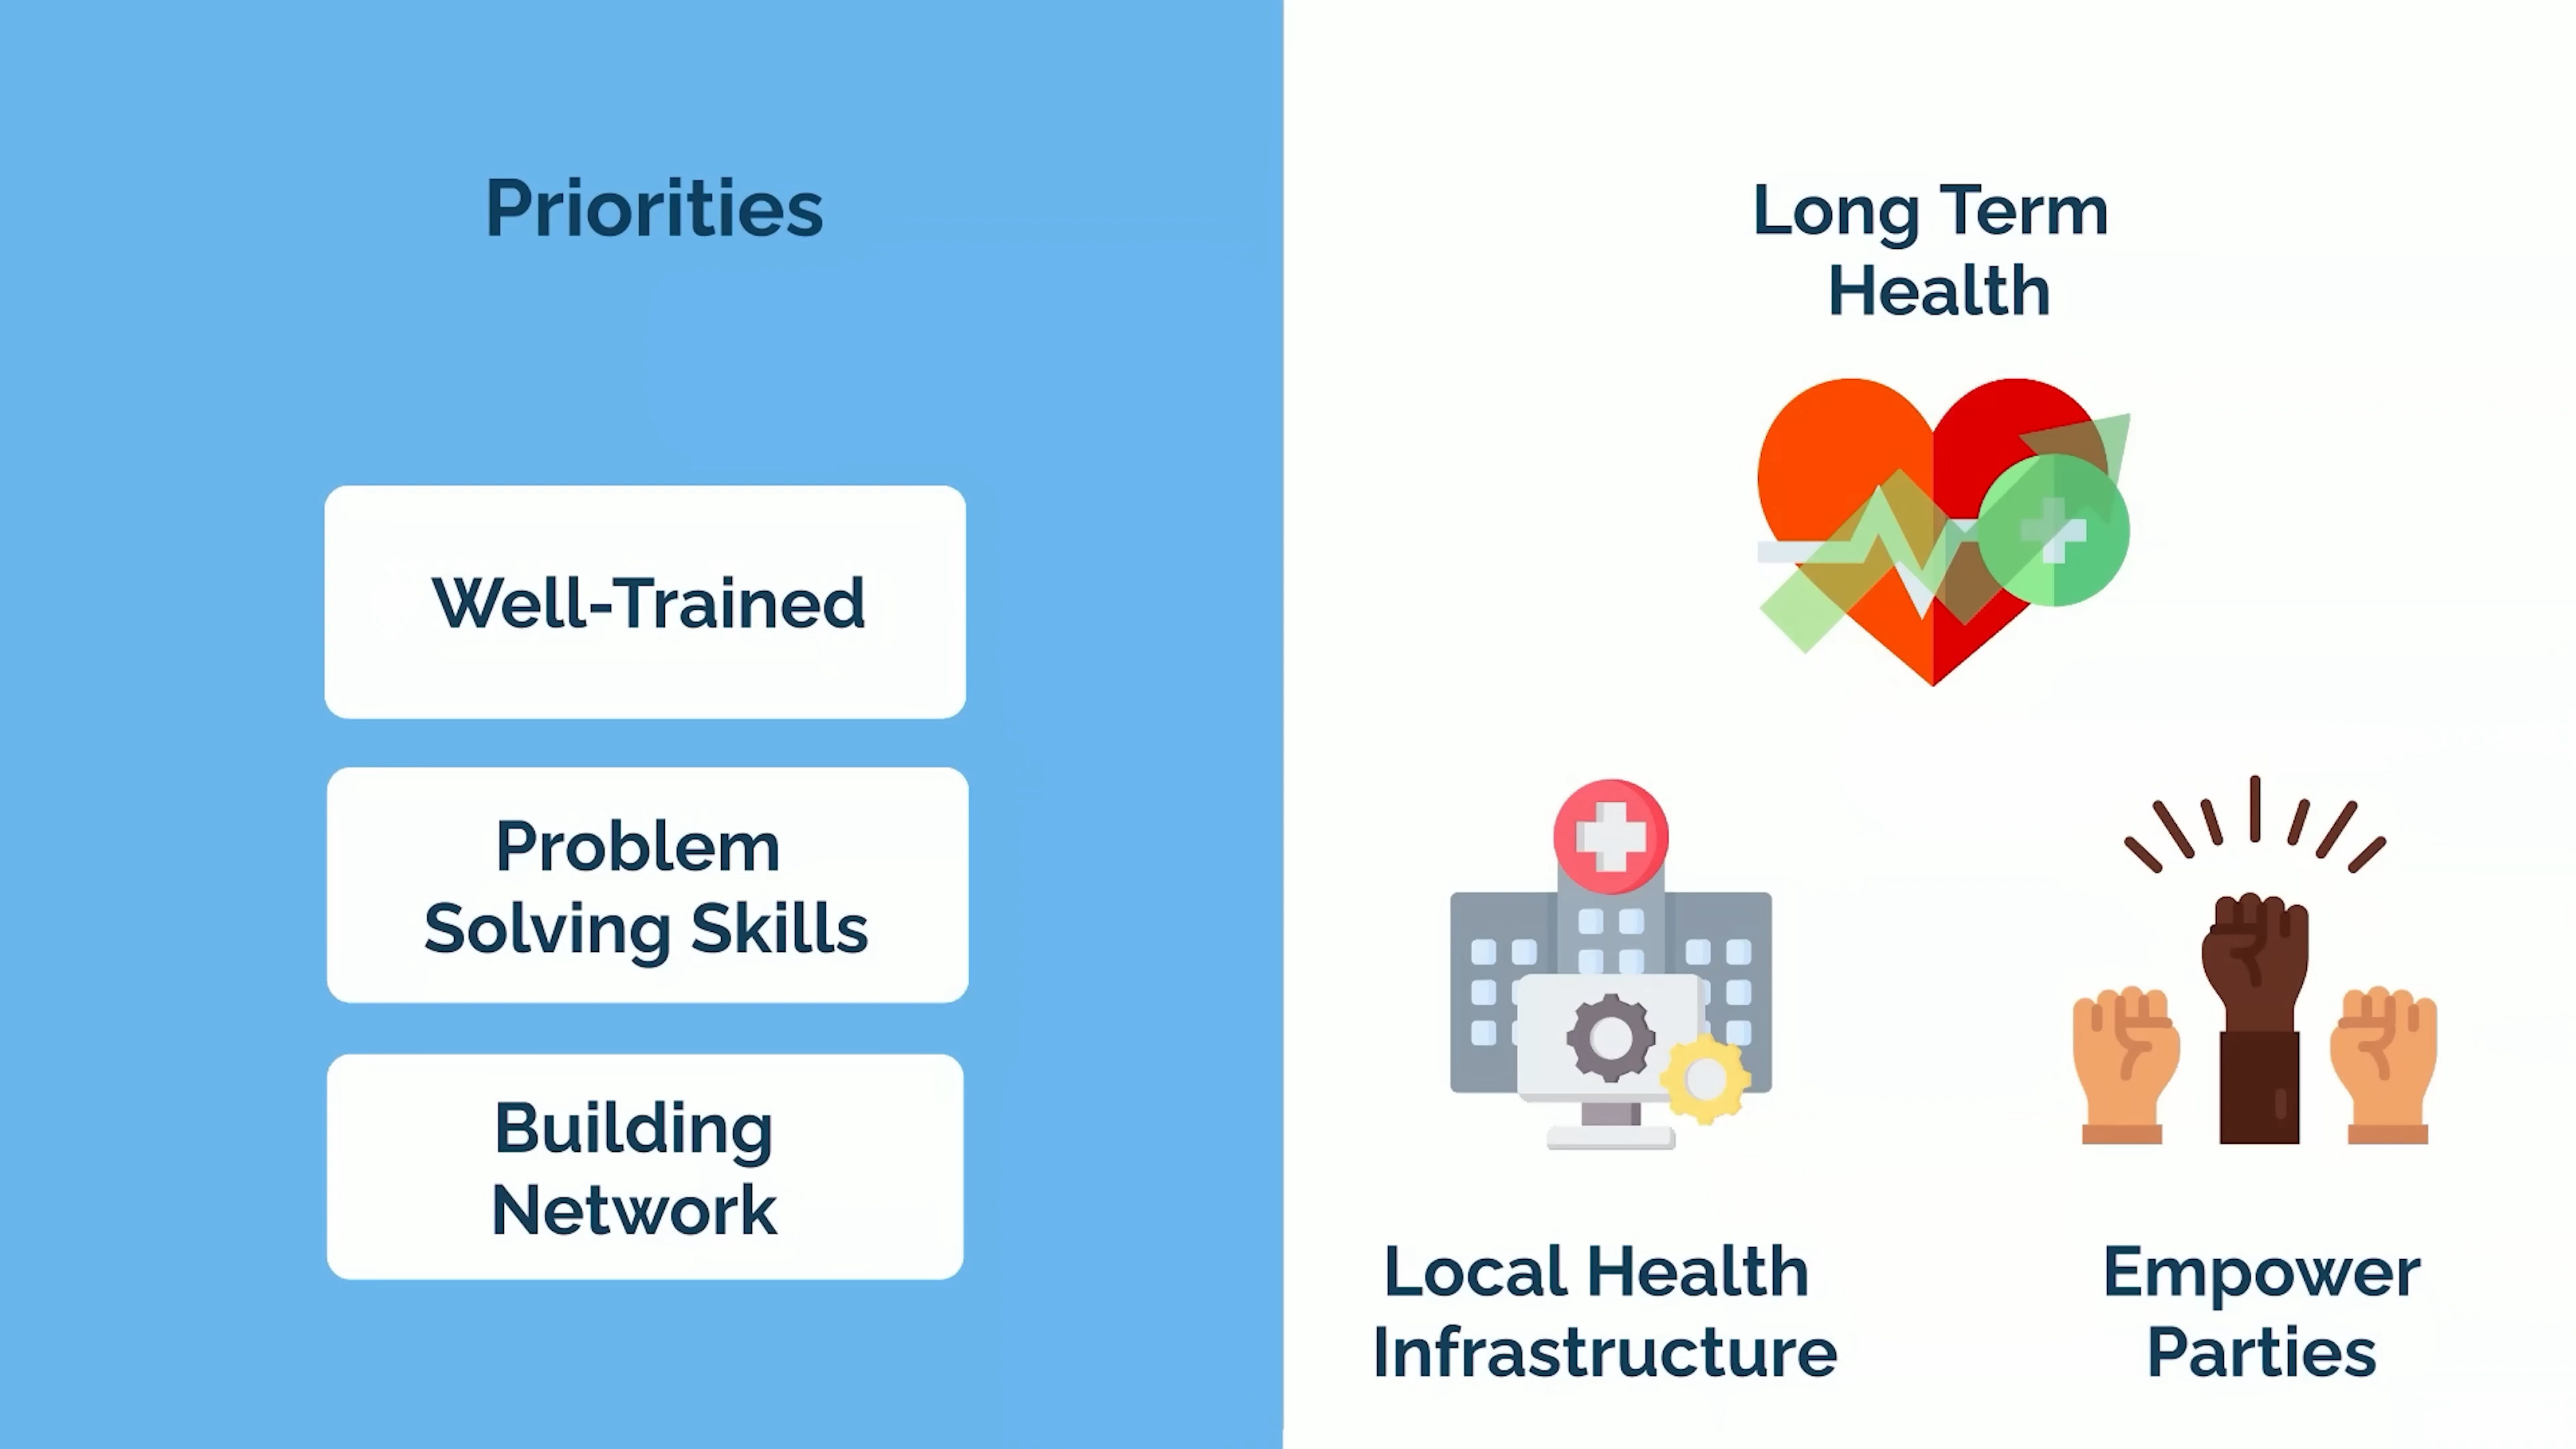 Priorities
Well-Trained
Problem
Solving Skills
Building
Network
Long Term
Health
Local Health
Infrastructure
Empower
Parties